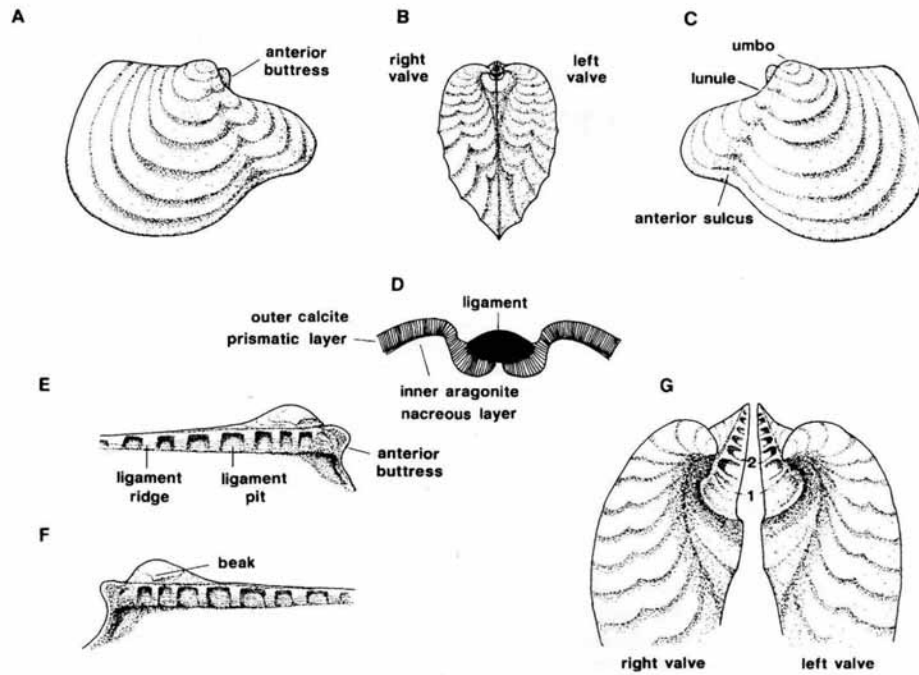 A
anterior
buttress
B
right
valve
left
valve
C
umbo
lunule
anterior sulcus
D
ligament
outer calcite
prismatic layer
inner aragonite
nacreous layer
E
anterior
buttress
ligament
ridge
ligament
pit
F
beak
G
2
1
right valve
left valve